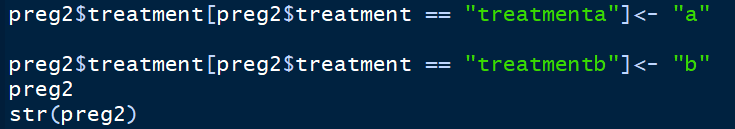 preg2$treatment[preg2$treatment == "treatmenta"]<- "a"
preg2$treatment[preg2$treatment == "treatmentb"]<- "b"
preg2
str(preg2)